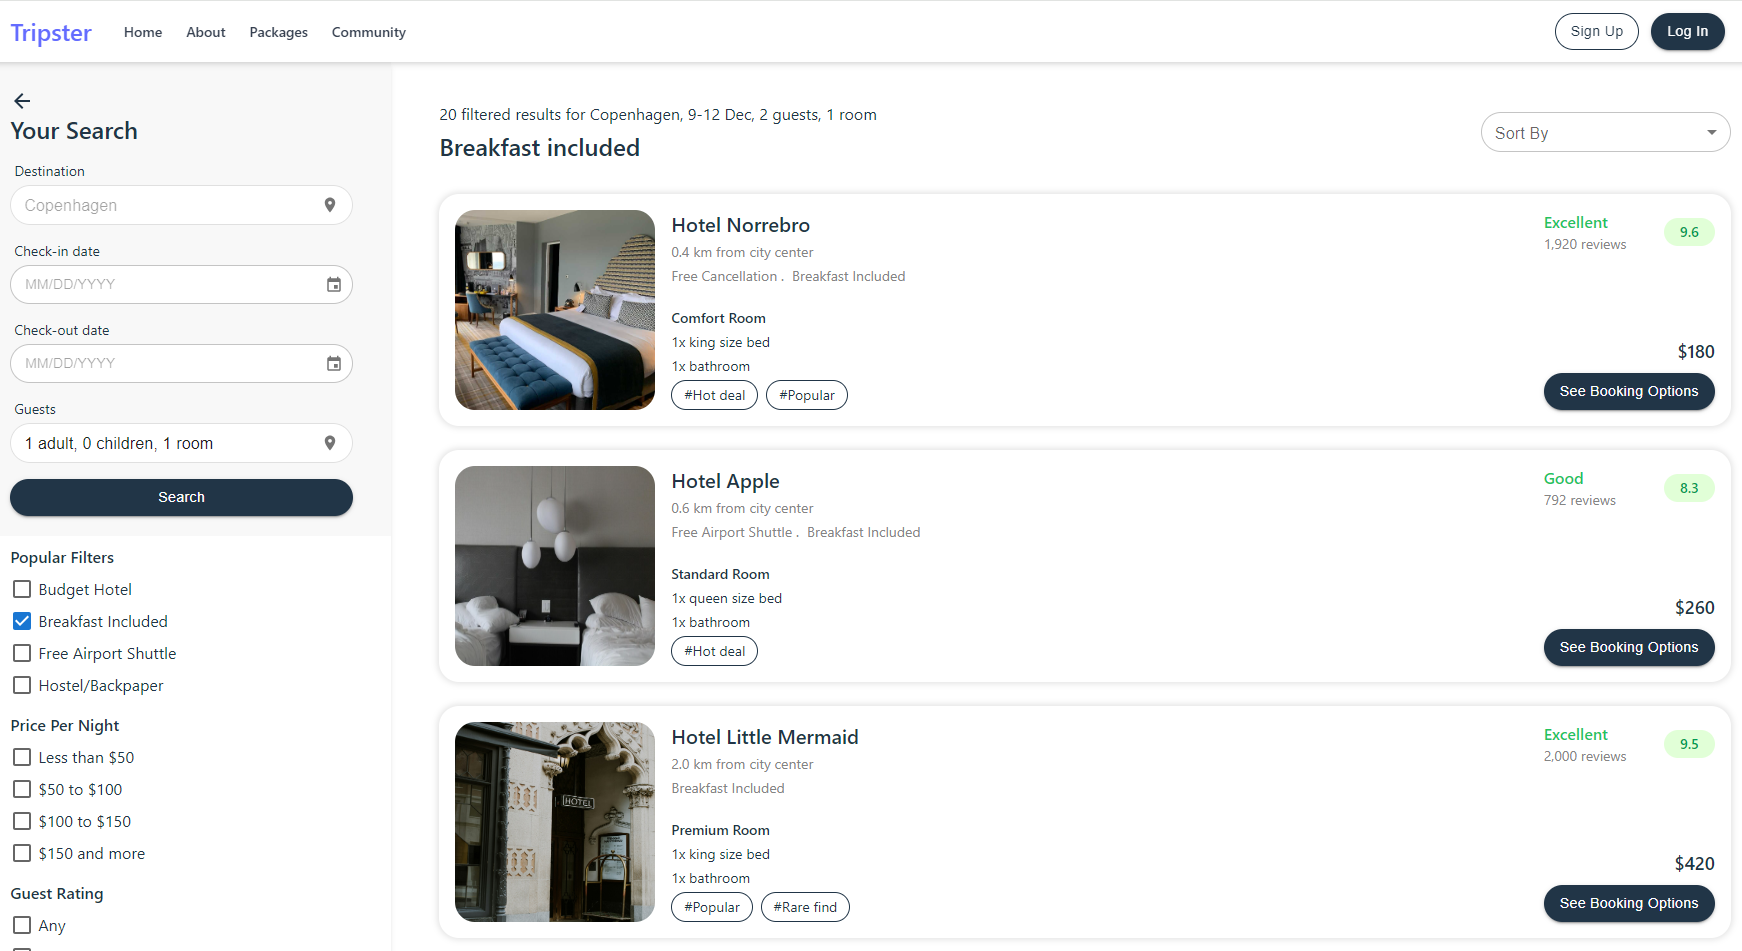 Tripster
Home About Packages Community
Sign Up
Log In
Your Search
Destination
Copenhagen
Check-in date
MM/DD/YYYY
Check-out date
MM/DD/YYYY
Guests
1 adult, 0 children, 1 room
Search
Popular Filters
Budget Hotel
Breakfast Included
Free Airport Shuttle
Hostel/Backpaper
Price Per Night
Less than $50
$50 to $100
$100 to $150
$150 and more
Guest Rating
Any
20 filtered results for Copenhagen, 9-12 Dec, 2 guests, 1 room
Breakfast included
Sort By
Hotel Norrebro
0.4 km from city center
Free Cancellation . Breakfast Included
Comfort Room
1x king size bed
1x bathroom
#Hot deal #Popular
Excellent
1,920 reviews
9.6
$180
See Booking Options
Hotel Apple
0.6 km from city center
Free Airport Shuttle . Breakfast Included
Standard Room
1x queen size bed
1x bathroom
#Hot deal
Good
792 reviews
8.3
$260
See Booking Options
HOTEL
Hotel Little Mermaid
2.0 km from city center
Breakfast Included
Premium Room
1x king size bed
1x bathroom
#Popular #Rare find
Excellent
2,000 reviews
9.5
$420
See Booking Options